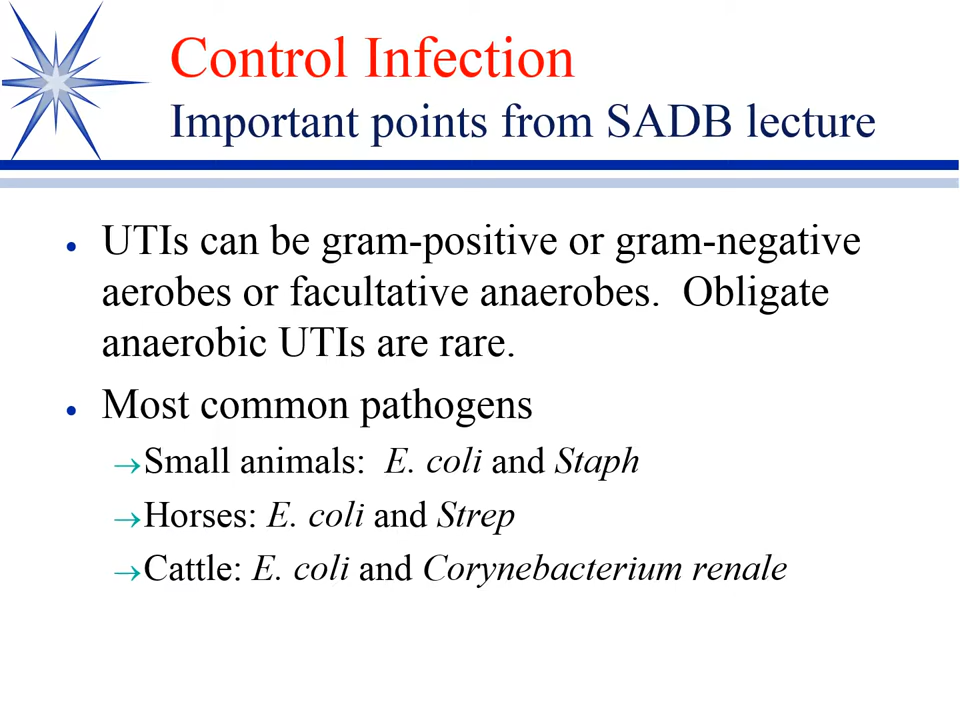 Control Infection
Important points from SADB lecture
• UTIs can be gram-positive or gram-negative
aerobes or facultative anaerobes.  Obligate
anaerobic UTIs are rare.
• Most common pathogens
→Small animals:  E. coli and Staph
→Horses: E. coli and Strep
→Cattle: E. coli and Corynebacterium renale